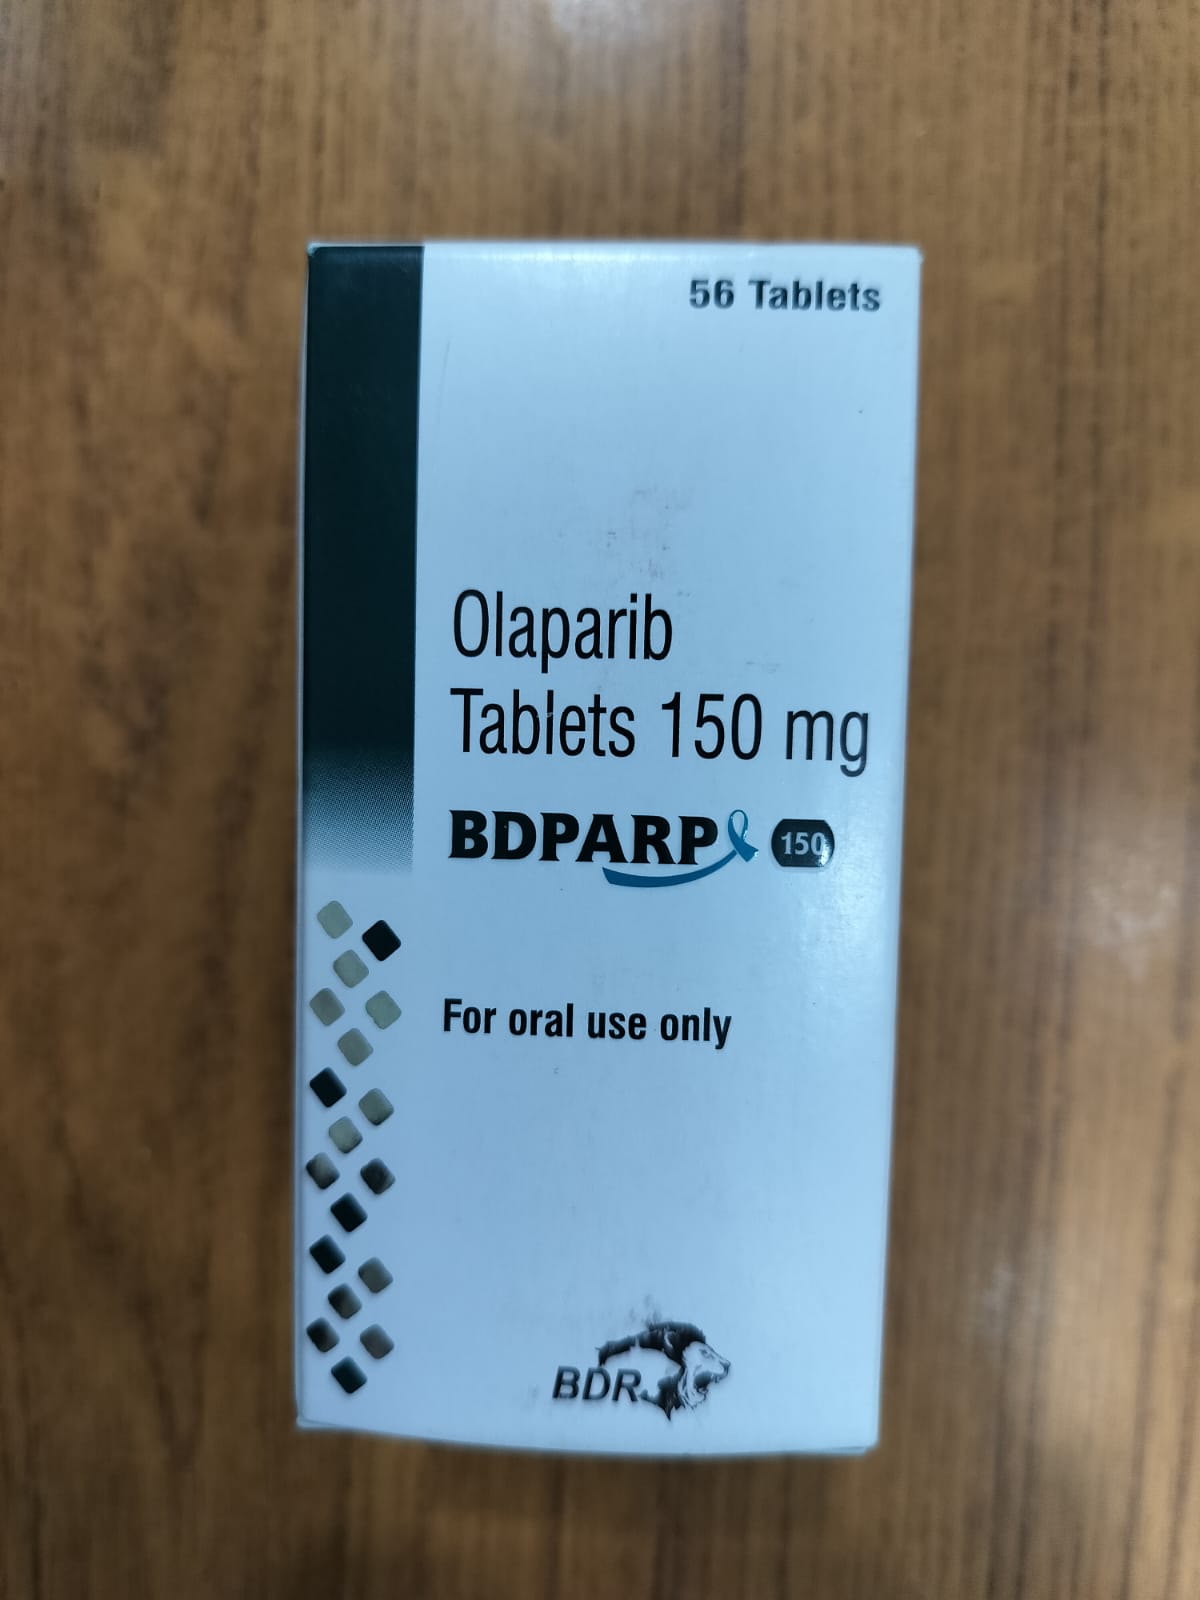 56 Tablets
Olaparib
Tablets 150 mg
BDPARP 150
For oral use only
BDR